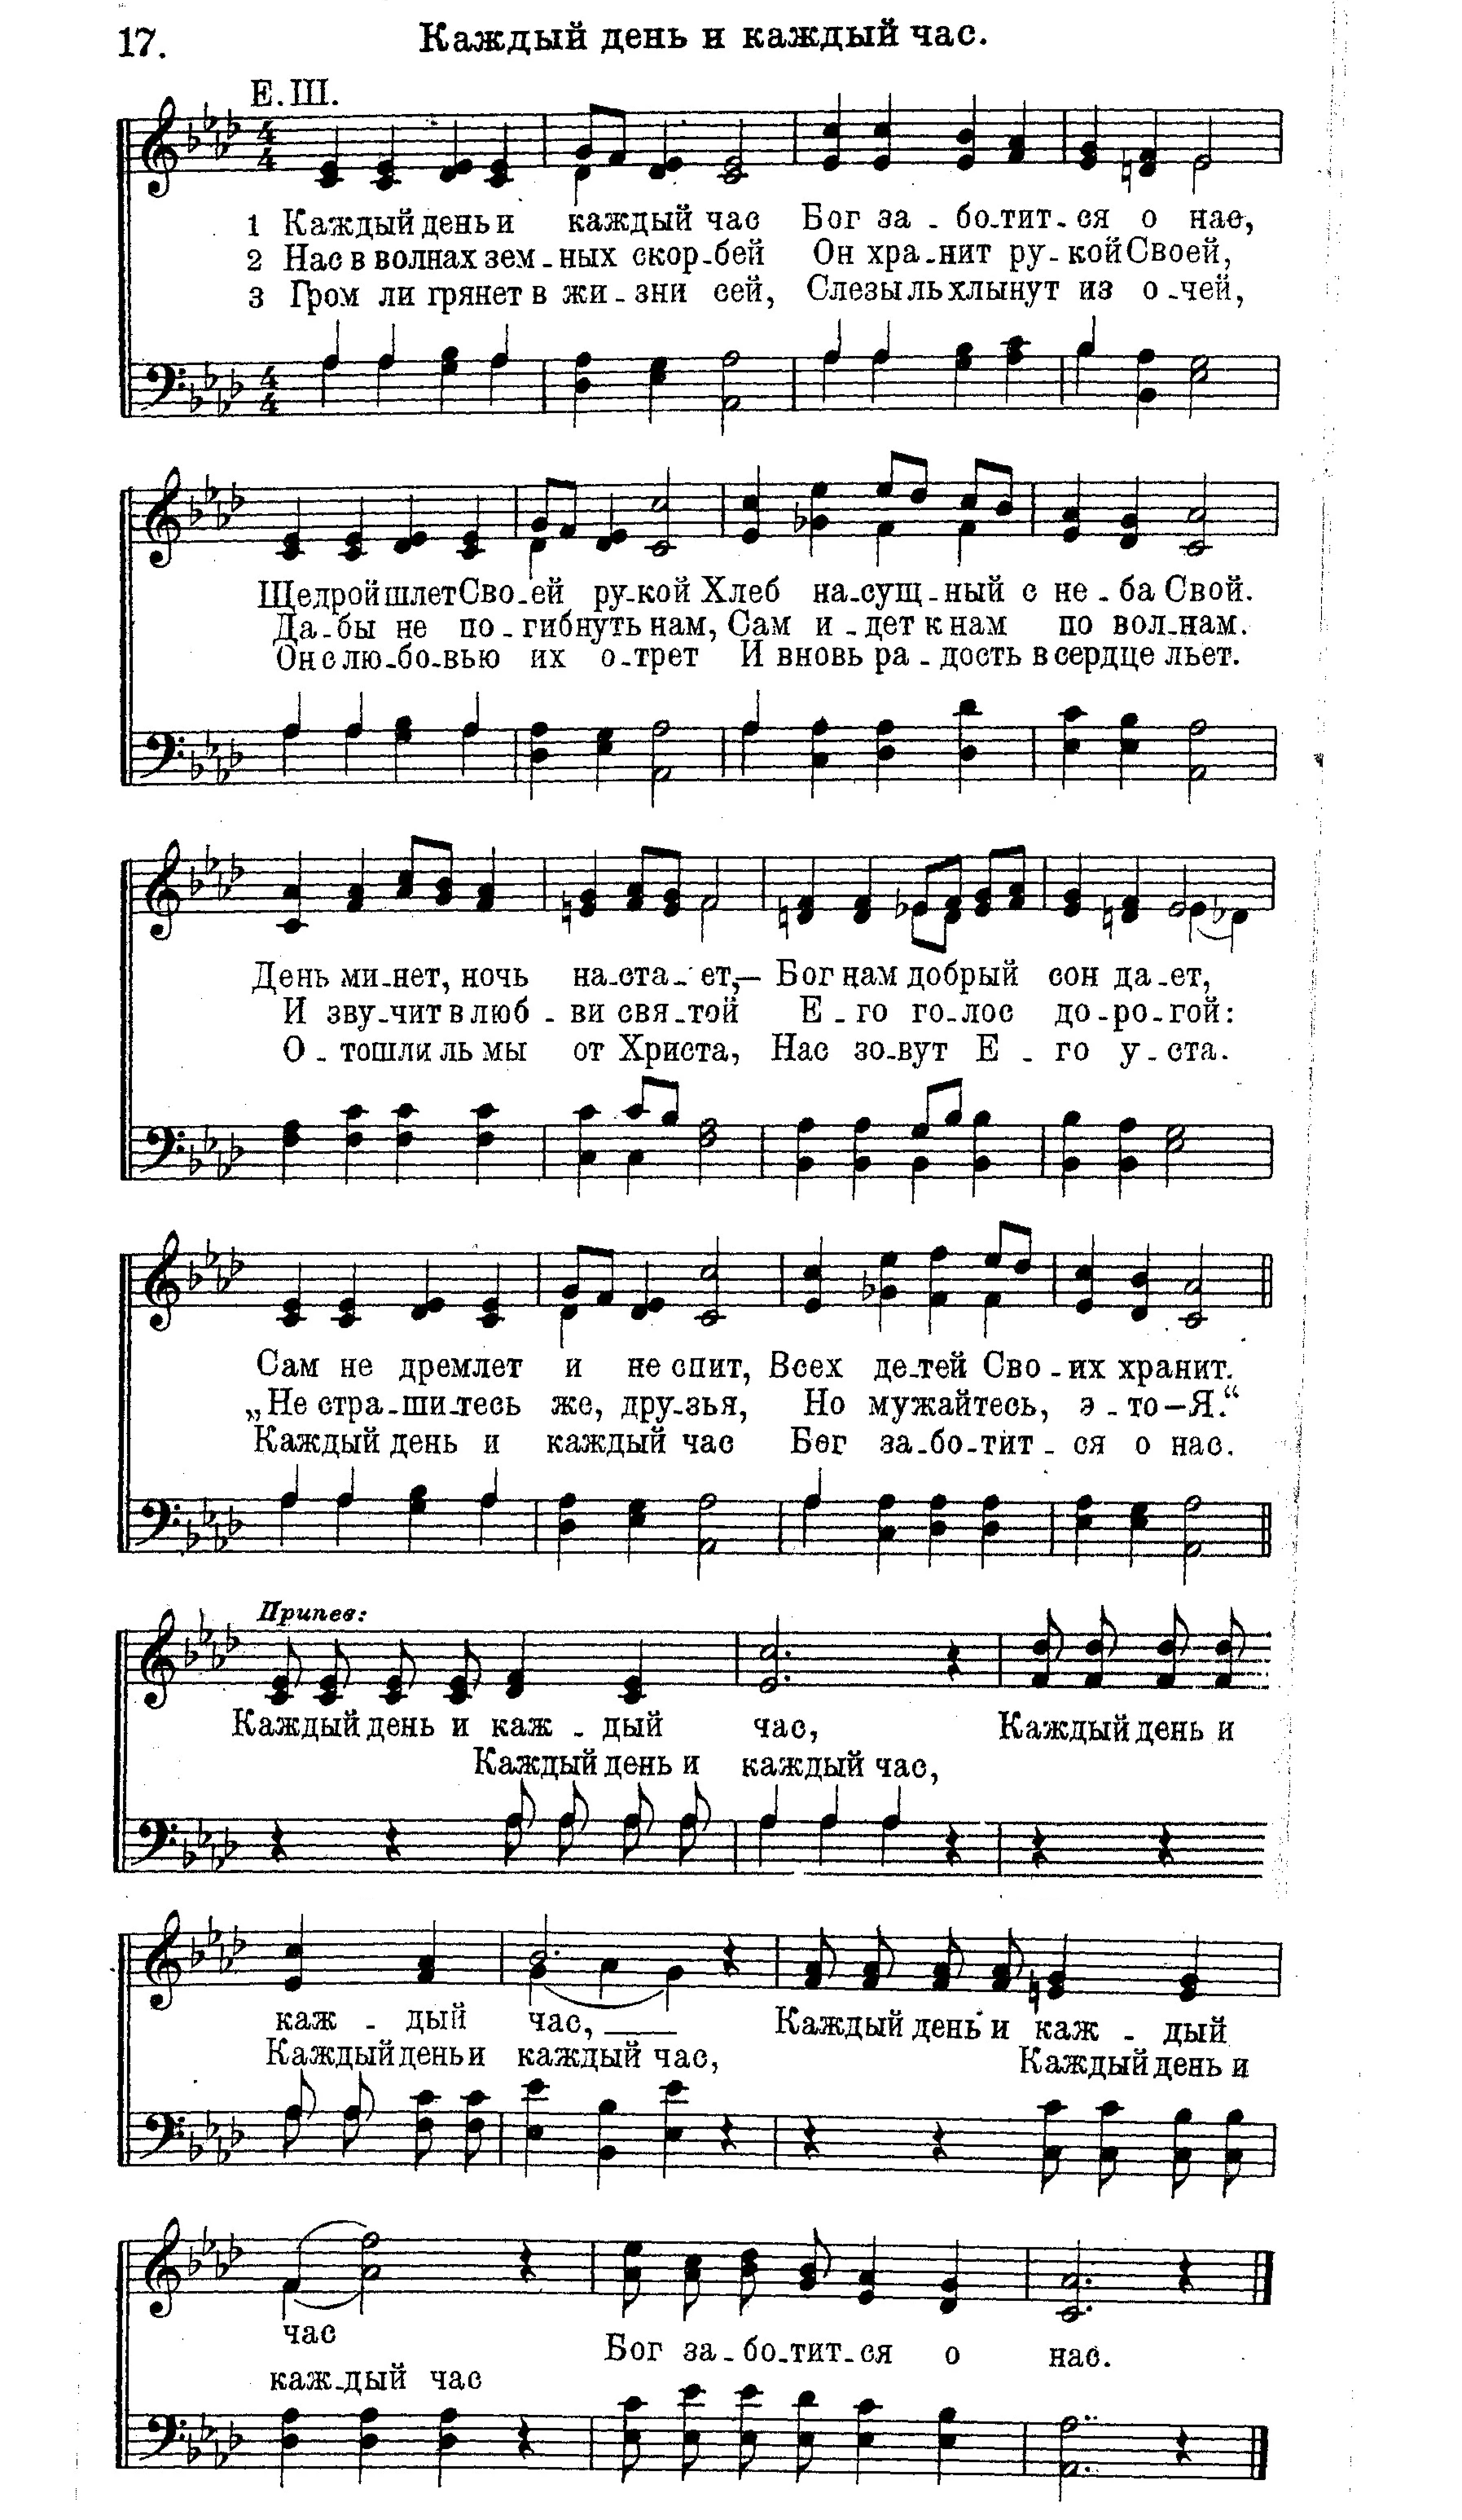 17.
Каждый день и каждый час.
Е. Ш.
4/4
1 Каждый день и каждый час Бог за - бо-тит-ся о нас,
2 Нас в волнах зем-ных скор-бей Он хра-нит ру-кой Своей,
3 Гром ли грянет в жи-зни сей, Слезы ль хлынут из о-чей,
4/4
Щедрой шлет Сво-ей ру-кой Хлеб на-сущ-ный с не-ба Свой.
Да-бы не по-гибнуть нам, Сам и-дет к нам по вол-нам.
Он с лю-бо-вью их о-трет И вновь ра-дость в сердце льет.
День ми-нет, ночь на-ста-ет,— Бог нам добрый сон да-ет,
И зву-чит в люб-ви свя-той Е-го го-лос до-ро-гой:
О-тошли ль мы от Христа, Нас зо-вут Е-го у-ста.
Сам не дремлет и не спит, Всех де-тей Сво-их хранит.
„Не стра-ши-тесь же, дру-зья, Но мужайтесь, э-то—Я.“
Каждый день и каждый час Бог за-бо-тит-ся о нас.
Припев:
Каждый день и каж - дый час, Каждый день и
Каждый день и каждый час,
каж - дый час, Каждый день и каж - дый
Каждый день и каждый час, Каждый день и
час Бог за-бо-тит-ся о нас.
каж-дый час